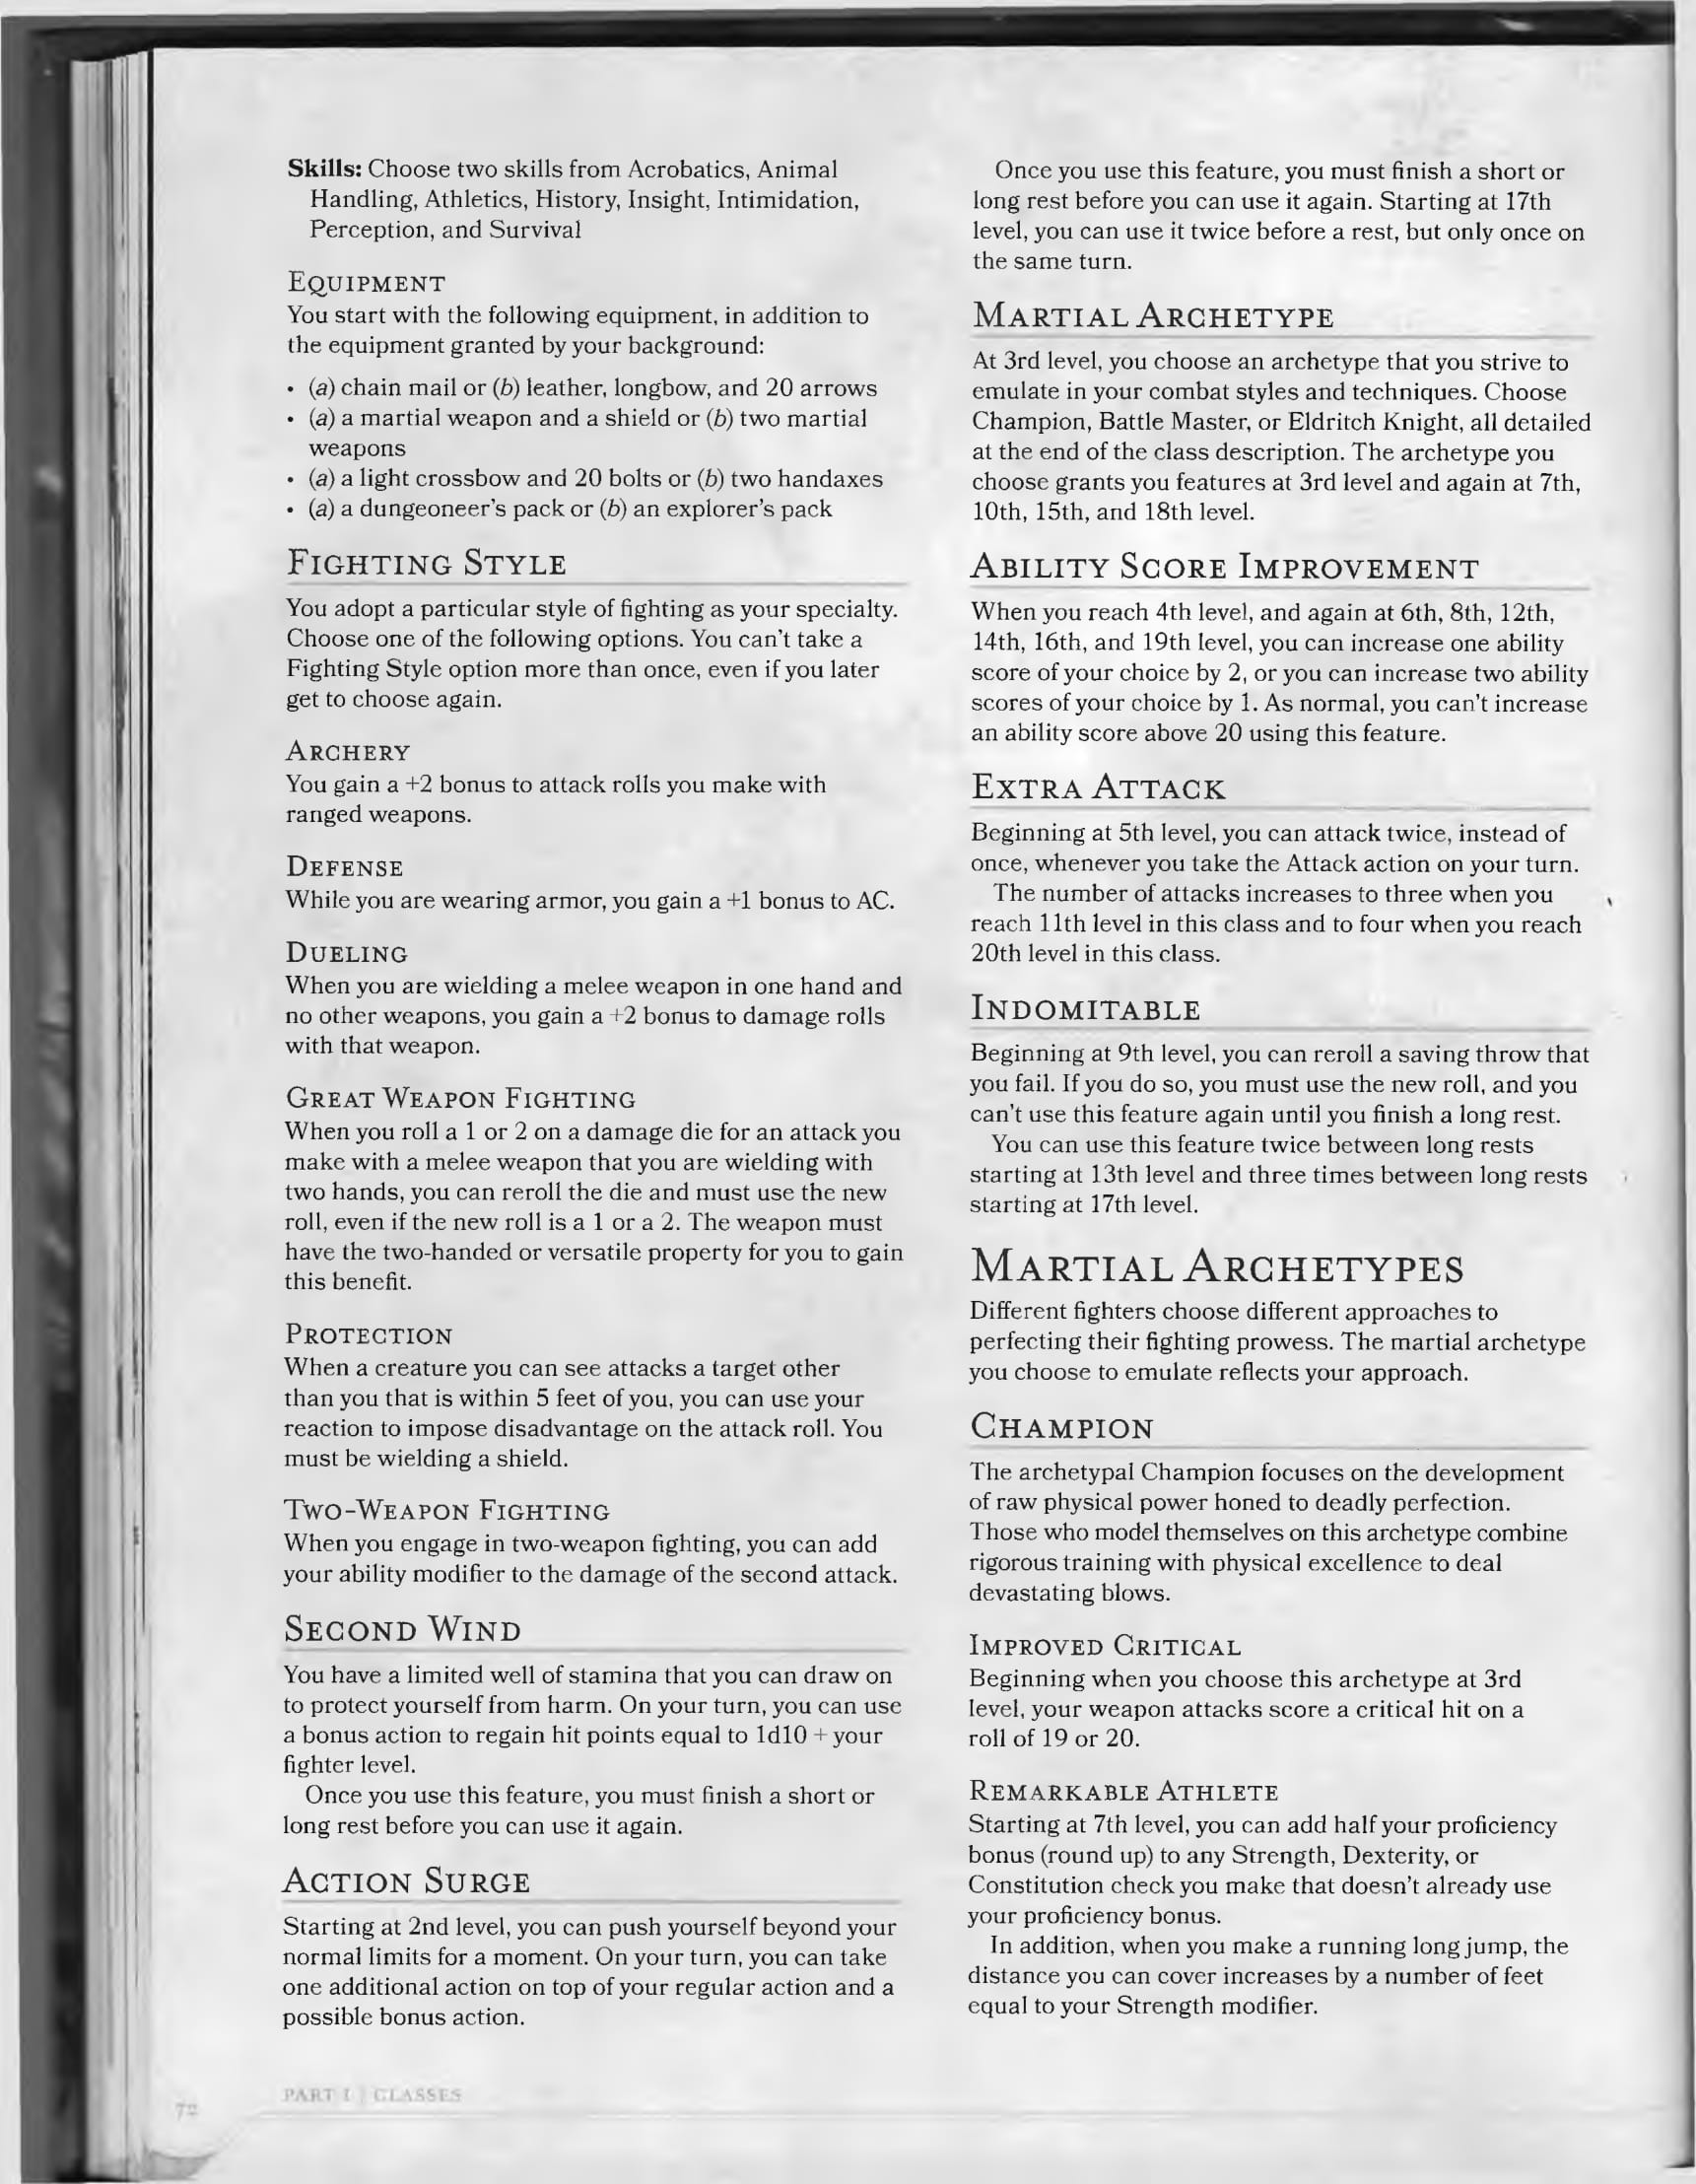 Skills: Choose two skills from Acrobatics, Animal
Handling, Athletics, History, Insight, Intimidation,
Perception, and Survival
EQUIPMENT
You start with the following equipment, in addition to
the equipment granted by your background:
• (a) chain mail or (b) leather, longbow, and 20 arrows
• (a) a martial weapon and a shield or (b) two martial
weapons
• (a) a light crossbow and 20 bolts or (b) two handaxes
• (a) a dungeoneer's pack or (b) an explorer's pack
FIGHTING STYLE
You adopt a particular style of fighting as your specialty.
Choose one of the following options. You can't take a
Fighting Style option more than once, even if you later
get to choose again.
ARCHERY
You gain a +2 bonus to attack rolls you make with
ranged weapons.
DEFENSE
While you are wearing armor, you gain a +1 bonus to AC.
DUELING
When you are wielding a melee weapon in one hand and
no other weapons, you gain a +2 bonus to damage rolls
with that weapon.
GREAT WEAPON FIGHTING
When you roll a 1 or 2 on a damage die for an attack you
make with a melee weapon that you are wielding with
two hands, you can reroll the die and must use the new
roll, even if the new roll is a 1 or a 2. The weapon must
have the two-handed or versatile property for you to gain
this benefit.
PROTECTION
When a creature you can see attacks a target other
than you that is within 5 feet of you, you can use your
reaction to impose disadvantage on the attack roll. You
must be wielding a shield.
TWO-WEAPON FIGHTING
When you engage in two-weapon fighting, you can add
your ability modifier to the damage of the second attack.
SECOND WIND
You have a limited well of stamina that you can draw on
to protect yourself from harm. On your turn, you can use
a bonus action to regain hit points equal to 1d10 + your
fighter level.
Once you use this feature, you must finish a short or
long rest before you can use it again.
ACTION SURGE
Starting at 2nd level, you can push yourself beyond your
normal limits for a moment. On your turn, you can take
one additional action on top of your regular action and a
possible bonus action.
Once you use this feature, you must finish a short or
long rest before you can use it again. Starting at 17th
level, you can use it twice before a rest, but only once on
the same turn.
MARTIAL ARCHETYPE
At 3rd level, you choose an archetype that you strive to
emulate in your combat styles and techniques. Choose
Champion, Battle Master, or Eldritch Knight, all detailed
at the end of the class description. The archetype you
choose grants you features at 3rd level and again at 7th,
10th, 15th, and 18th level.
ABILITY SCORE IMPROVEMENT
When you reach 4th level, and again at 6th, 8th, 12th,
14th, 16th, and 19th level, you can increase one ability
score of your choice by 2, or you can increase two ability
scores of your choice by 1. As normal, you can't increase
an ability score above 20 using this feature.
EXTRA ATTACK
Beginning at 5th level, you can attack twice, instead of
once, whenever you take the Attack action on your turn.
The number of attacks increases to three when you
reach 11th level in this class and to four when you reach
20th level in this class.
INDOMITABLE
Beginning at 9th level, you can reroll a saving throw that
you fail. If you do so, you must use the new roll, and you
can't use this feature again until you finish a long rest.
You can use this feature twice between long rests
starting at 13th level and three times between long rests
starting at 17th level.
MARTIAL ARCHETYPES
Different fighters choose different approaches to
perfecting their fighting prowess. The martial archetype
you choose to emulate reflects your approach.
CHAMPION
The archetypal Champion focuses on the development
of raw physical power honed to deadly perfection.
Those who model themselves on this archetype combine
rigorous training with physical excellence to deal
devastating blows.
IMPROVED CRITICAL
Beginning when you choose this archetype at 3rd
level, your weapon attacks score a critical hit on a
roll of 19 or 20.
REMARKABLE ATHLETE
Starting at 7th level, you can add half your proficiency
bonus (round up) to any Strength, Dexterity, or
Constitution check you make that doesn't already use
your proficiency bonus.
In addition, when you make a running long jump, the
distance you can cover increases by a number of feet
equal to your Strength modifier.
PART I | CLASSES
72